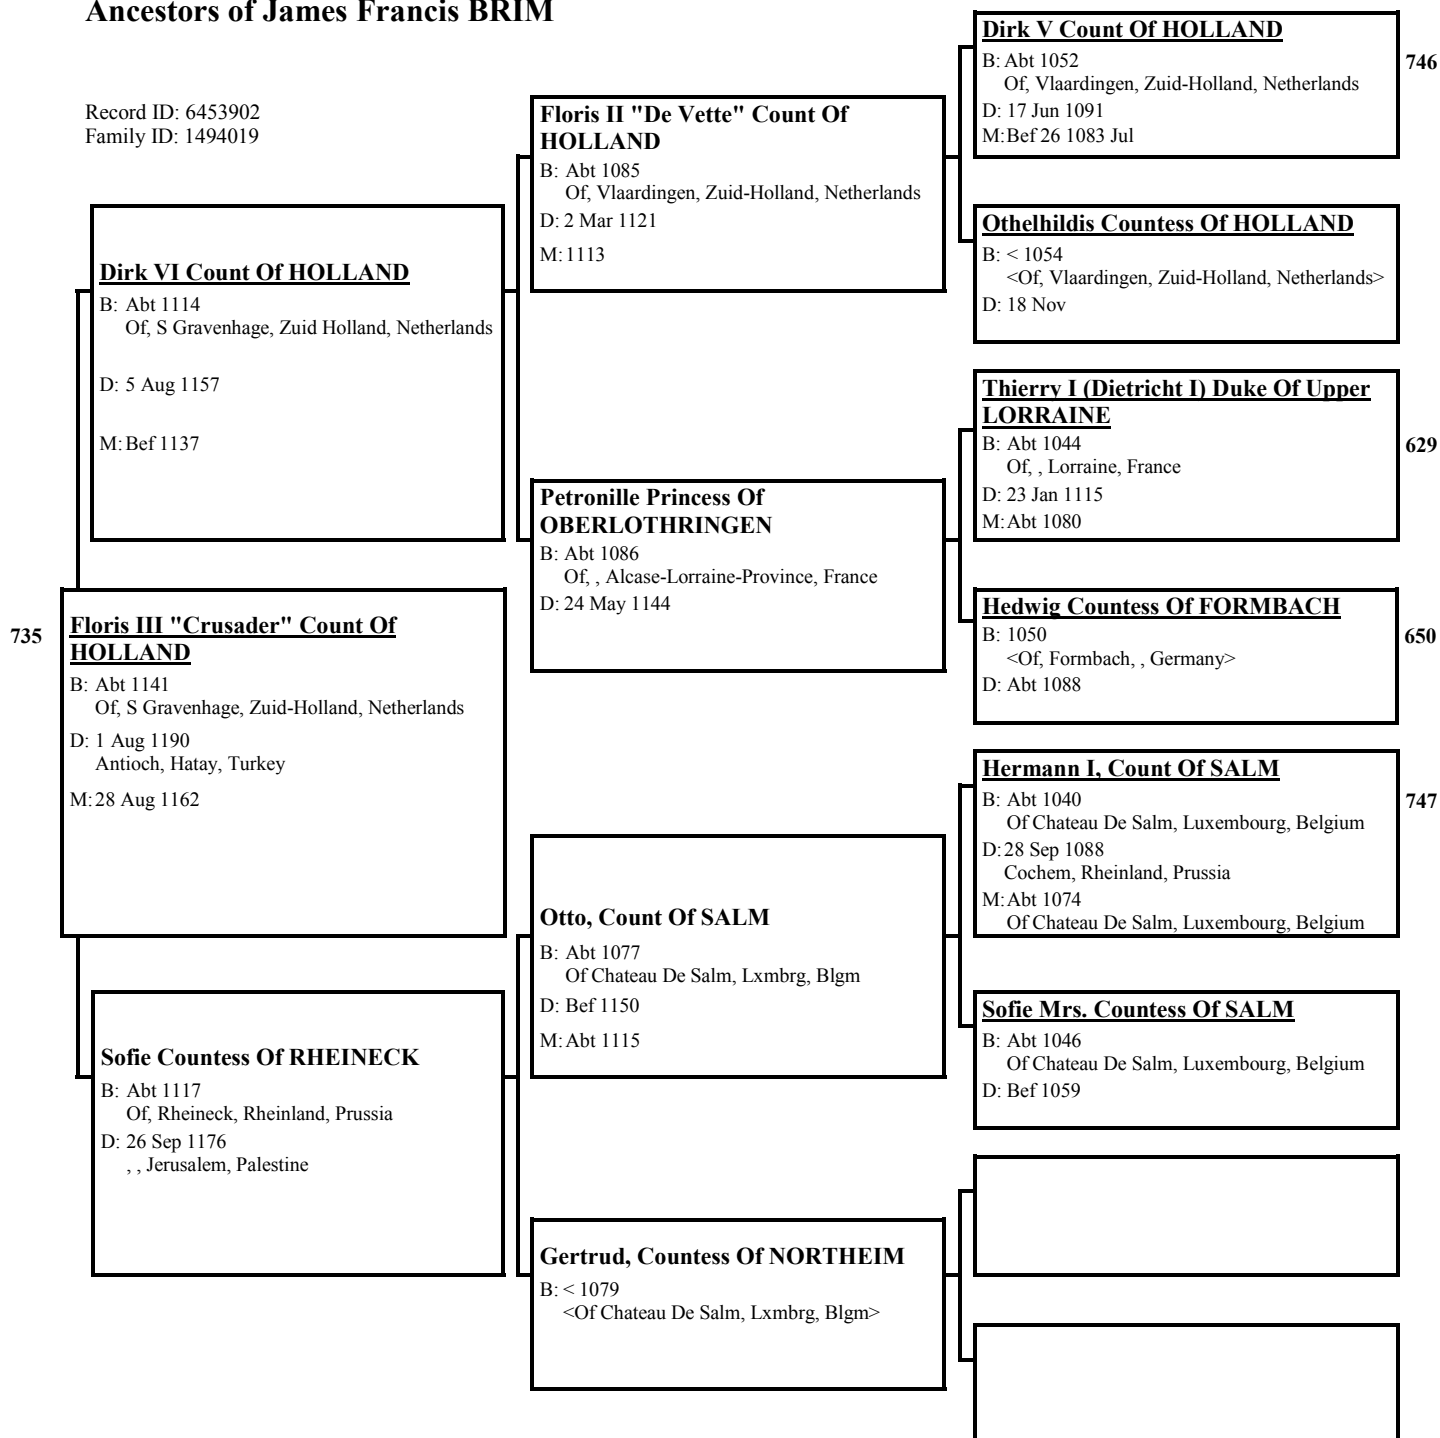 Ancestors of James Francis BRIM
Record ID: 6453902
Family ID: 1494019
735
Floris III "Crusader" Count Of
HOLLAND
B: Abt 1141
Of, S Gravenhage, Zuid-Holland, Netherlands
D: 1 Aug 1190
Antioch, Hatay, Turkey
M:28 Aug 1162
Dirk VI Count Of HOLLAND
B: Abt 1114
Of, S Gravenhage, Zuid Holland, Netherlands
D: 5 Aug 1157
M:Bef 1137
Sofie Countess Of RHEINECK
B: Abt 1117
Of, Rheineck, Rheinland, Prussia
D: 26 Sep 1176
, , Jerusalem, Palestine
Floris II "De Vette" Count Of
HOLLAND
B: Abt 1085
Of, Vlaardingen, Zuid-Holland, Netherlands
D: 2 Mar 1121
M:1113
Petronille Princess Of
OBERLOTHRINGEN
B: Abt 1086
Of, , Alcase-Lorraine-Province, France
D: 24 May 1144
Otto, Count Of SALM
B: Abt 1077
Of Chateau De Salm, Lxmbrg, Blgm
D: Bef 1150
M:Abt 1115
Gertrud, Countess Of NORTHEIM
B: < 1079
<Of Chateau De Salm, Lxmbrg, Blgm>
Dirk V Count Of HOLLAND
B: Abt 1052
Of, Vlaardingen, Zuid-Holland, Netherlands
D: 17 Jun 1091
M:Bef 26 1083 Jul
746
Othelhildis Countess Of HOLLAND
B: < 1054
<Of, Vlaardingen, Zuid-Holland, Netherlands>
D: 18 Nov
Thierry I (Dietricht I) Duke Of Upper
LORRAINE
B: Abt 1044
Of, , Lorraine, France
D: 23 Jan 1115
M:Abt 1080
629
Hedwig Countess Of FORMBACH
B: 1050
<Of, Formbach, , Germany>
D: Abt 1088
650
Hermann I, Count Of SALM
B: Abt 1040
Of Chateau De Salm, Luxembourg, Belgium
D:28 Sep 1088
Cochem, Rheinland, Prussia
M:Abt 1074
Of Chateau De Salm, Luxembourg, Belgium
747
Sofie Mrs. Countess Of SALM
B: Abt 1046
Of Chateau De Salm, Luxembourg, Belgium
D: Bef 1059